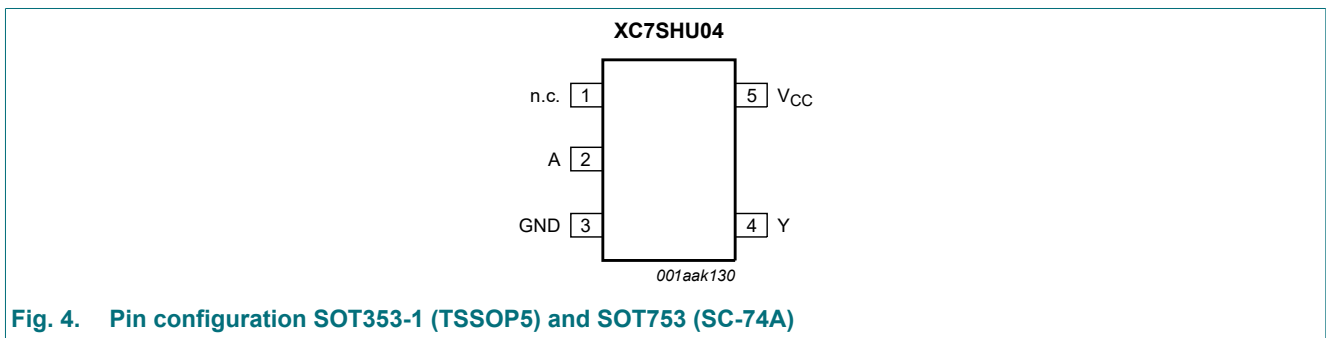 XC7SHU04
n.c. 1 5 VCC
A 2
GND 3 4 Y
001aak130
Fig. 4. Pin configuration SOT353-1 (TSSOP5) and SOT753 (SC-74A)